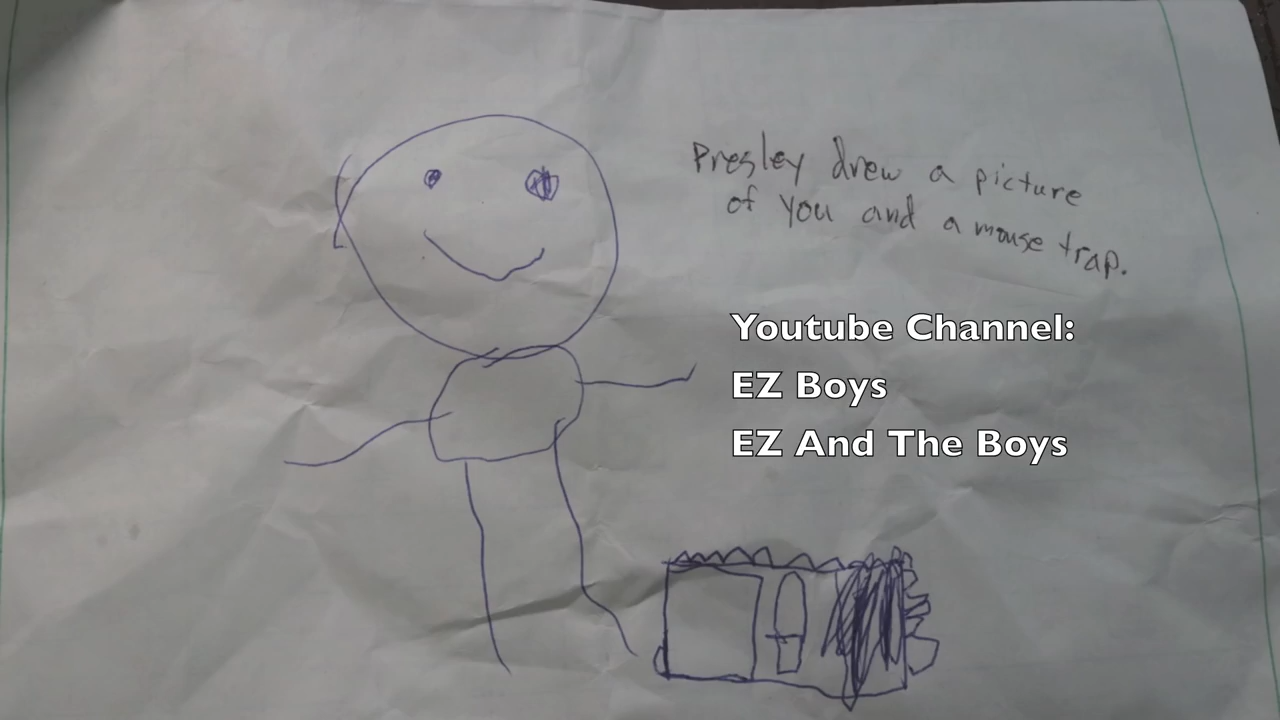 Presley drew a picture
of you and a mouse trap.
Youtube Channel:
EZ Boys
EZ And The Boys